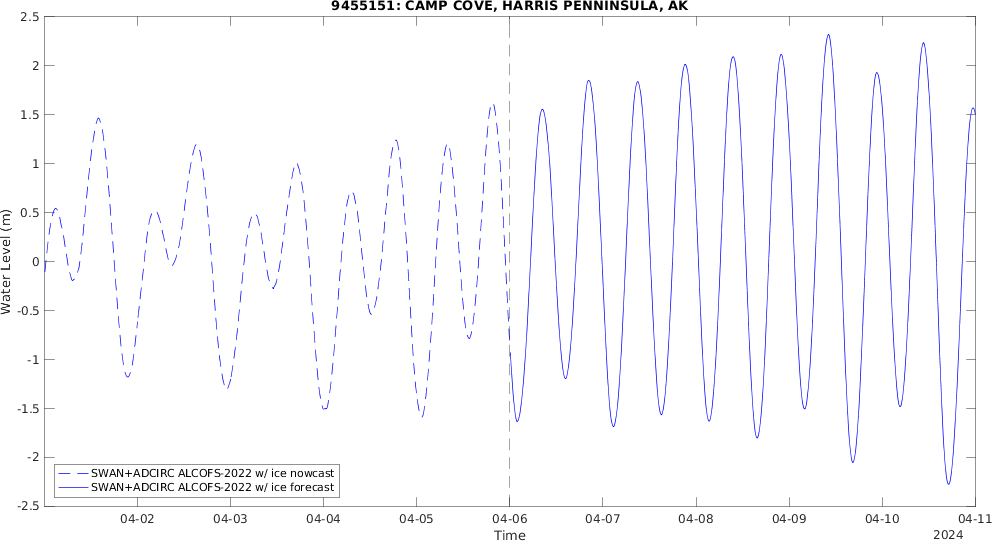 9455151: CAMP COVE, HARRIS PENNINSULA, AK
Water Level (m)
2.5
2
1.5
1
0.5
0
-0.5
-1
-1.5
-2
-2.5
SWAN+ADCIRC ALCOFS-2022 w/ ice nowcast
SWAN+ADCIRC ALCOFS-2022 w/ ice forecast
04-02 04-03 04-04 04-05 04-06 04-07 04-08 04-09 04-10 04-11
Time
2024